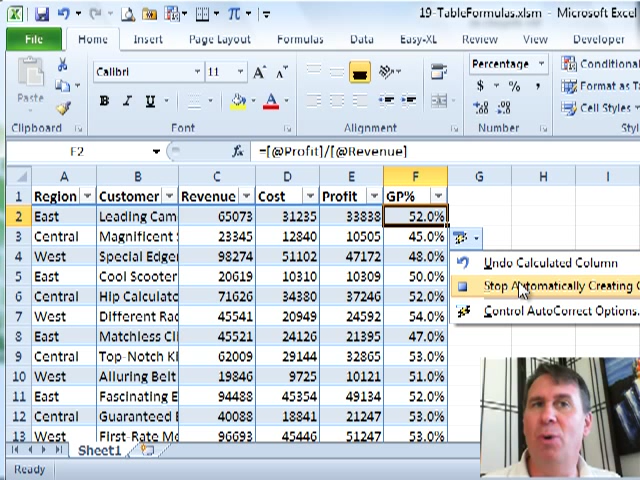 19-TableFormulas.xlsm - Microsoft Excel
File Home Insert Page Layout Formulas Data Easy-XL Review View Developer
Paste
Calibri 11 A A Percentage Conditional
B I U A $ % , Format as
Cell Styles
Clipboard Font Alignment Number
F2 fx =[@Profit]/[@Revenue]
A B C D E F G H I
1 Region Customer Revenue Cost Profit GP%
2 East Leading Cam 65073 31235 33838 52.0%
3 Central Magnificent 23345 12840 10505 45.0%
4 West Special Edge 98274 51102 47172 48.0%
Undo Calculated Column
5 East Cool Scooter 20619 10310 10309 50.0%
Stop Automatically Creating
6 Central Hip Calculato 71626 34380 37246 52.0%
Control AutoCorrect Options.
7 West Different Ra 45541 20949 24592 54.0%
8 East Matchless Cl 45521 24126 21395 47.0%
9 Central Top-Notch Ki 62009 29144 32865 53.0%
10 West Alluring Belt 19846 9725 10121 51.0%
11 East Fascinating E 94488 45354 49134 52.0%
12 Central Guaranteed 40088 18841 21247 53.0%
13 West First-Rate Mo 96693 45446 51247 53.0%
Sheet1
Ready